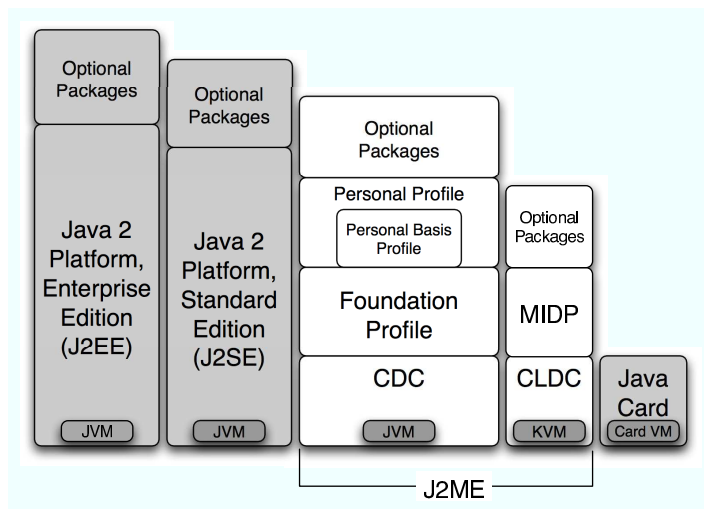 Optional
Packages
Java 2
Platform,
Enterprise
Edition
(J2EE)
JVM
Optional
Packages
Java 2
Platform,
Standard
Edition
(J2SE)
JVM
Optional
Packages
Personal Profile
Personal Basis
Profile
Foundation
Profile
CDC
JVM
Optional
Packages
MIDP
CLDC
KVM
Java
Card
Card VM
J2ME